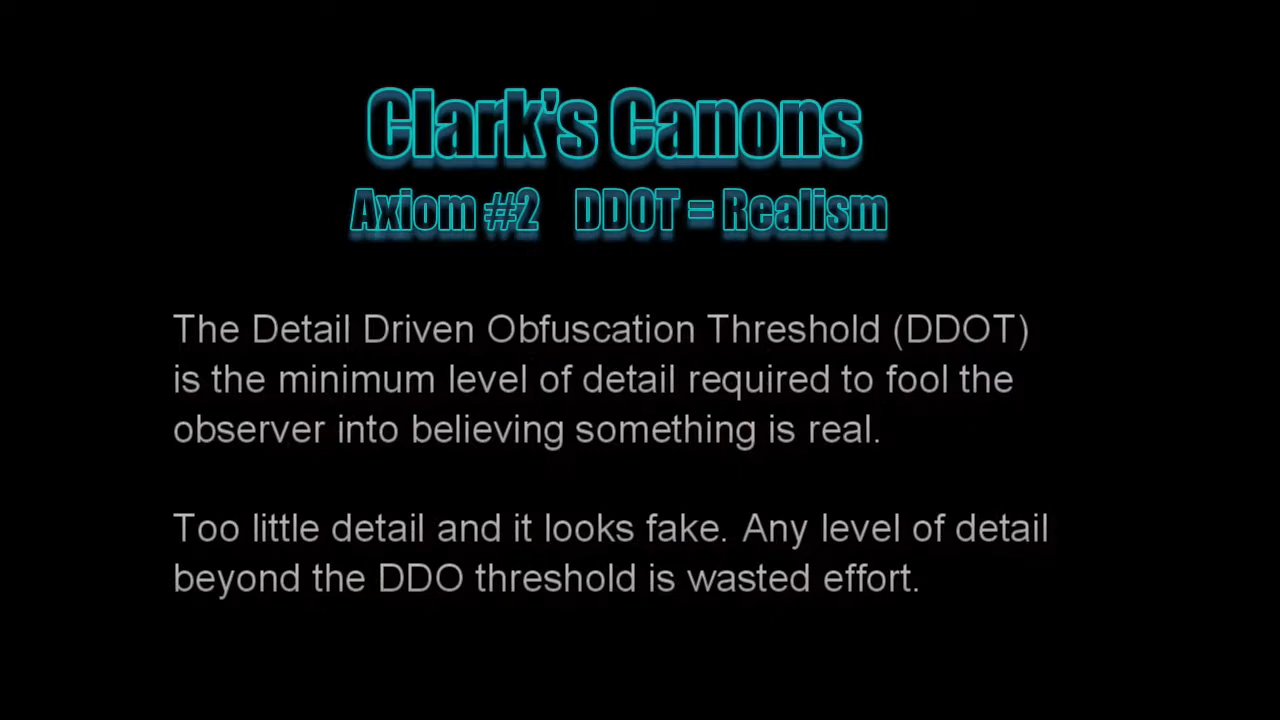 Clark's Canons
Axiom #2 DDOT = Realism
The Detail Driven Obfuscation Threshold (DDOT)
is the minimum level of detail required to fool the
observer into believing something is real.
Too little detail and it looks fake. Any level of detail
beyond the DDO threshold is wasted effort.